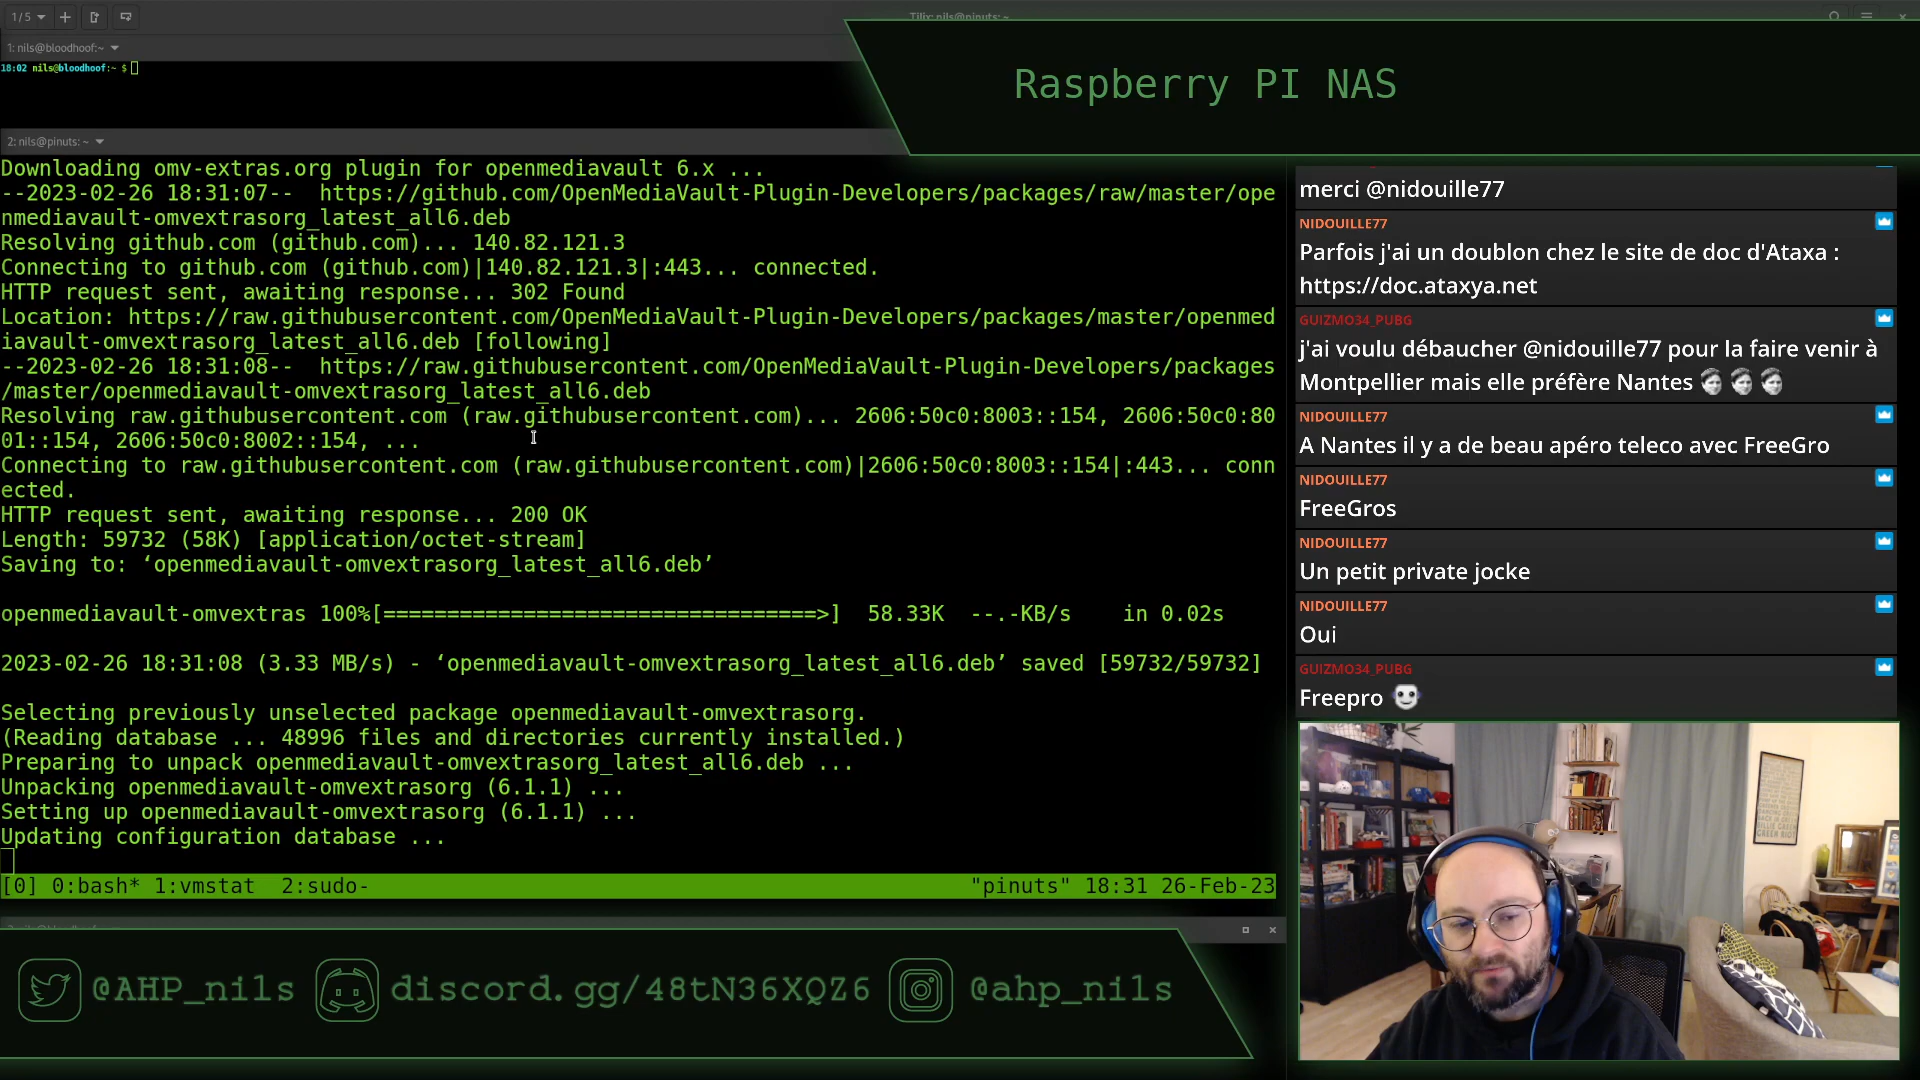 1/5
Tilix: nils@pinuts: ~
1: nils@bloodhoof:~
18:02 nils@bloodhoof:~ $
Raspberry PI NAS
2: nils@pinuts: ~
Downloading omv-extras.org plugin for openmediavault 6.x ...
--2023-02-26 18:31:07--  https://github.com/OpenMediaVault-Plugin-Developers/packages/raw/master/ope
nmediavault-omvextrasorg_latest_all6.deb
Resolving github.com (github.com)... 140.82.121.3
Connecting to github.com (github.com)|140.82.121.3|:443... connected.
HTTP request sent, awaiting response... 302 Found
Location: https://raw.githubusercontent.com/OpenMediaVault-Plugin-Developers/packages/master/openmed
iavault-omvextrasorg_latest_all6.deb [following]
--2023-02-26 18:31:08--  https://raw.githubusercontent.com/OpenMediaVault-Plugin-Developers/packages
/master/openmediavault-omvextrasorg_latest_all6.deb
Resolving raw.githubusercontent.com (raw.githubusercontent.com)... 2606:50c0:8003::154, 2606:50c0:80
01::154, 2606:50c0:8002::154, ...
Connecting to raw.githubusercontent.com (raw.githubusercontent.com)|2606:50c0:8003::154|:443... conn
ected.
HTTP request sent, awaiting response... 200 OK
Length: 59732 (58K) [application/octet-stream]
Saving to: ‘openmediavault-omvextrasorg_latest_all6.deb’
openmediavault-omvextras 100%[==================================>]  58.33K  --.-KB/s    in 0.02s
2023-02-26 18:31:08 (3.33 MB/s) - ‘openmediavault-omvextrasorg_latest_all6.deb’ saved [59732/59732]
Selecting previously unselected package openmediavault-omvextrasorg.
(Reading database ... 48996 files and directories currently installed.)
Preparing to unpack openmediavault-omvextrasorg_latest_all6.deb ...
Unpacking openmediavault-omvextrasorg (6.1.1) ...
Setting up openmediavault-omvextrasorg (6.1.1) ...
Updating configuration database ...
[0] 0:bash* 1:vmstat  2:sudo-
"pinuts" 18:31 26-Feb-23
merci @nidouille77
NIDOUILLE77
Parfois j'ai un doublon chez le site de doc d'Ataxa :
https://doc.ataxya.net
GUIZMO34_PUBG
j'ai voulu débaucher @nidouille77 pour la faire venir à
Montpellier mais elle préfère Nantes
NIDOUILLE77
A Nantes il y a de beau apéro teleco avec FreeGro
NIDOUILLE77
FreeGros
NIDOUILLE77
Un petit private jocke
NIDOUILLE77
Oui
GUIZMO34_PUBG
Freepro
@AHP_nils
discord.gg/48tN36XQZ6
@ahp_nils